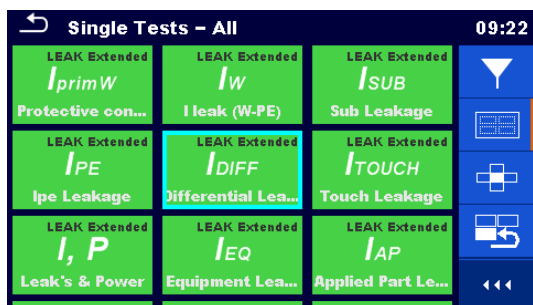 Single Tests – All 09:22
LEAK Extended LEAK Extended LEAK Extended
IprimW Iw ISUB
Protective con... I leak (W-PE) Sub Leakage
LEAK Extended LEAK Extended LEAK Extended
IPE IDIFF ITOUCH
Ipe Leakage Differential Lea... Touch Leakage
LEAK Extended LEAK Extended LEAK Extended
I, P IEQ IAP
Leak's & Power Equipment Lea... Applied Part Le...